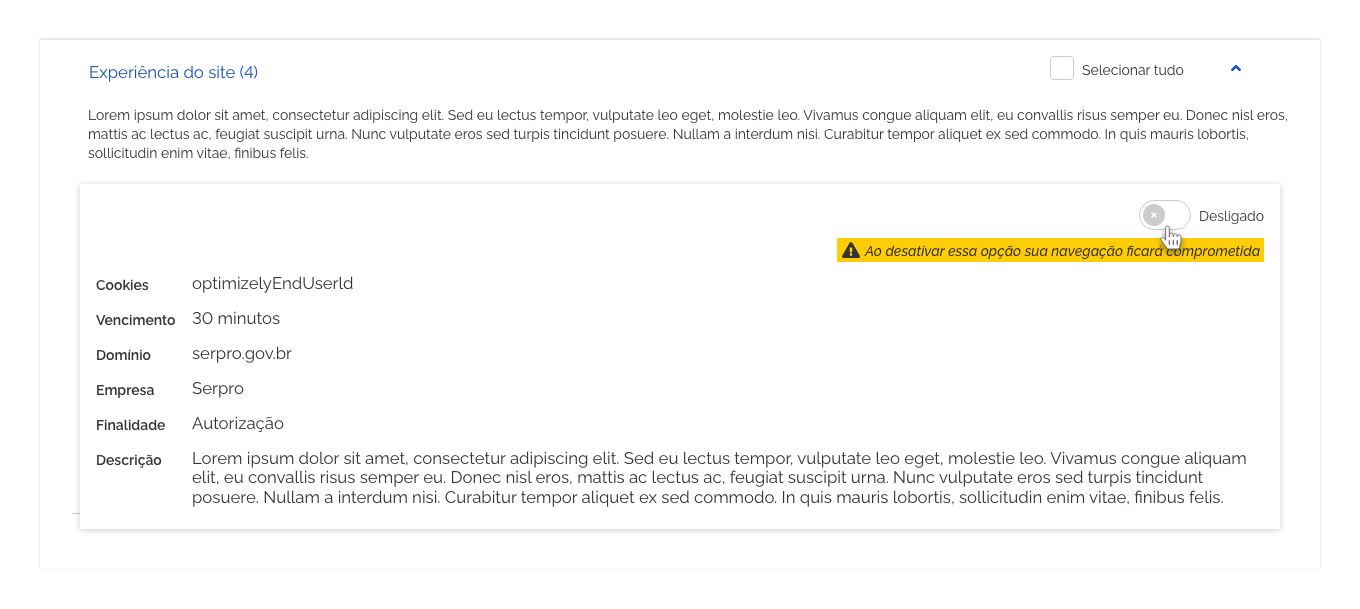 Experiência do site (4)
Selecionar tudo
Lorem ipsum dolor sit amet, consectetur adipiscing elit. Sed eu lectus tempor, vulputate leo eget, molestie leo. Vivamus congue aliquam elit, eu convallis risus semper eu. Donec nisl eros,
mattis ac lectus ac, feugiat suscipit urna. Nunc vulputate eros sed turpis tincidunt posuere. Nullam a interdum nisi. Curabitur tempor aliquet ex sed commodo. In quis mauris lobortis,
sollicitudin enim vitae, finibus felis.
Desligado
Ao desativar essa opção sua navegação ficará comprometida
Cookies optimizelyEndUserld
Vencimento 30 minutos
Domínio serpro.gov.br
Empresa Serpro
Finalidade Autorização
Descrição Lorem ipsum dolor sit amet, consectetur adipiscing elit. Sed eu lectus tempor, vulputate leo eget, molestie leo. Vivamus congue aliquam
elit, eu convallis risus semper eu. Donec nisl eros, mattis ac lectus ac, feugiat suscipit urna. Nunc vulputate eros sed turpis tincidunt
posuere. Nullam a interdum nisi. Curabitur tempor aliquet ex sed commodo. In quis mauris lobortis, sollicitudin enim vitae, finibus felis.